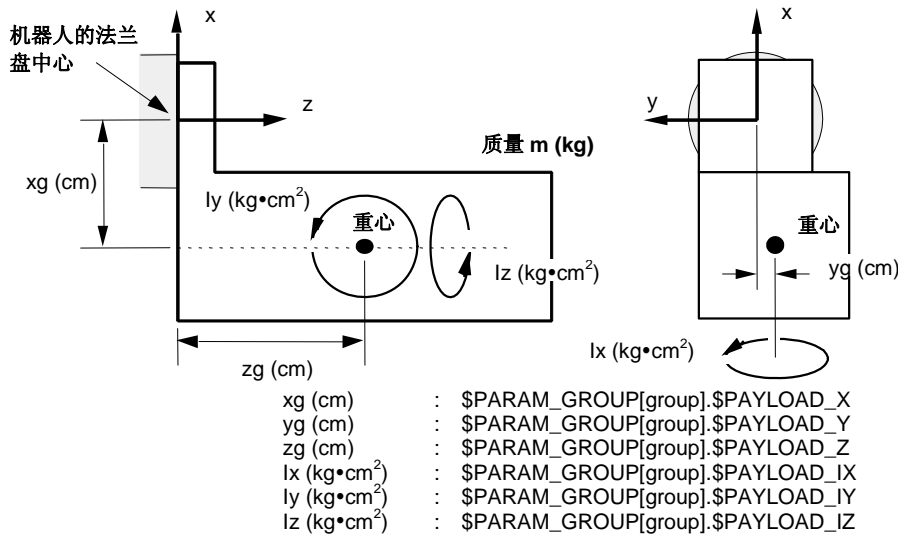 x
x
机器人的法兰
盘中心
z
y
质量 m (kg)
xg (cm)
Iy (kg•cm²)
重心
重心
Iz (kg•cm²)
yg (cm)
Ix (kg•cm²)
zg (cm)
xg (cm) : $PARAM_GROUP[group].$PAYLOAD_X
yg (cm) : $PARAM_GROUP[group].$PAYLOAD_Y
zg (cm) : $PARAM_GROUP[group].$PAYLOAD_Z
Ix (kg•cm²) : $PARAM_GROUP[group].$PAYLOAD_IX
Iy (kg•cm²) : $PARAM_GROUP[group].$PAYLOAD_IY
Iz (kg•cm²) : $PARAM_GROUP[group].$PAYLOAD_IZ